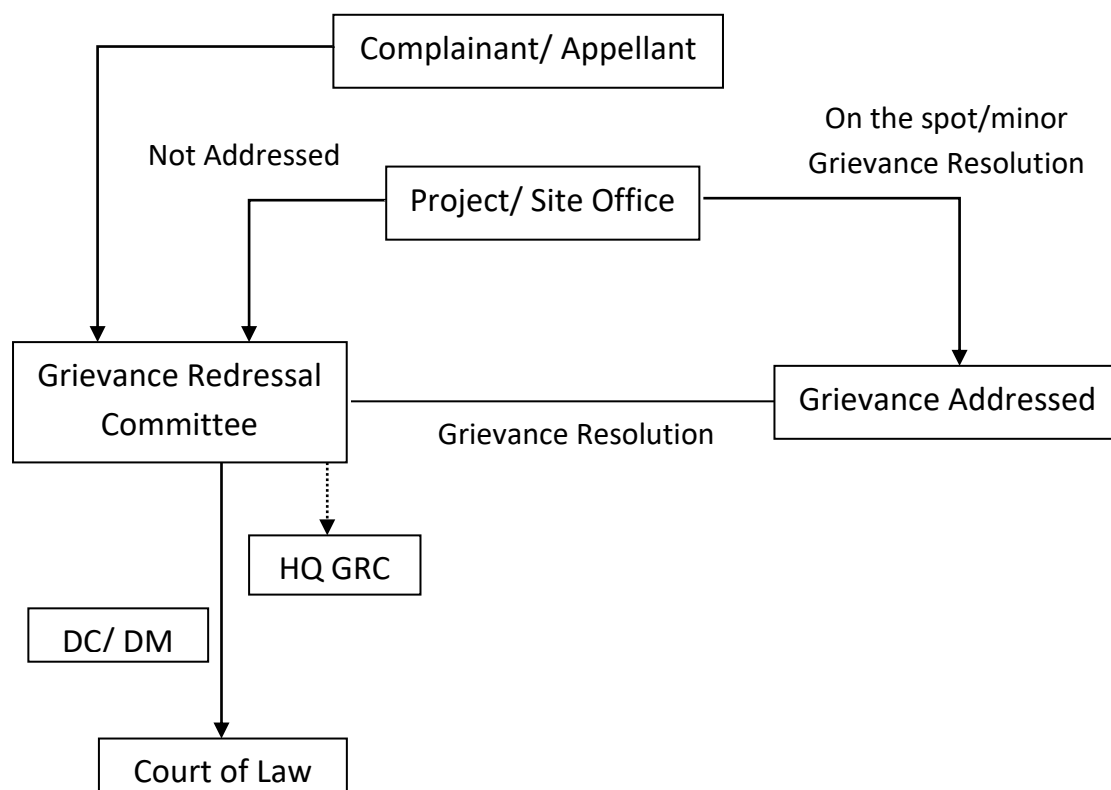 Complainant/ Appellant
On the spot/minor
Grievance Resolution
Not Addressed
Project/ Site Office
Grievance Redressal
Committee
Grievance Addressed
Grievance Resolution
HQ GRC
DC/ DM
Court of Law